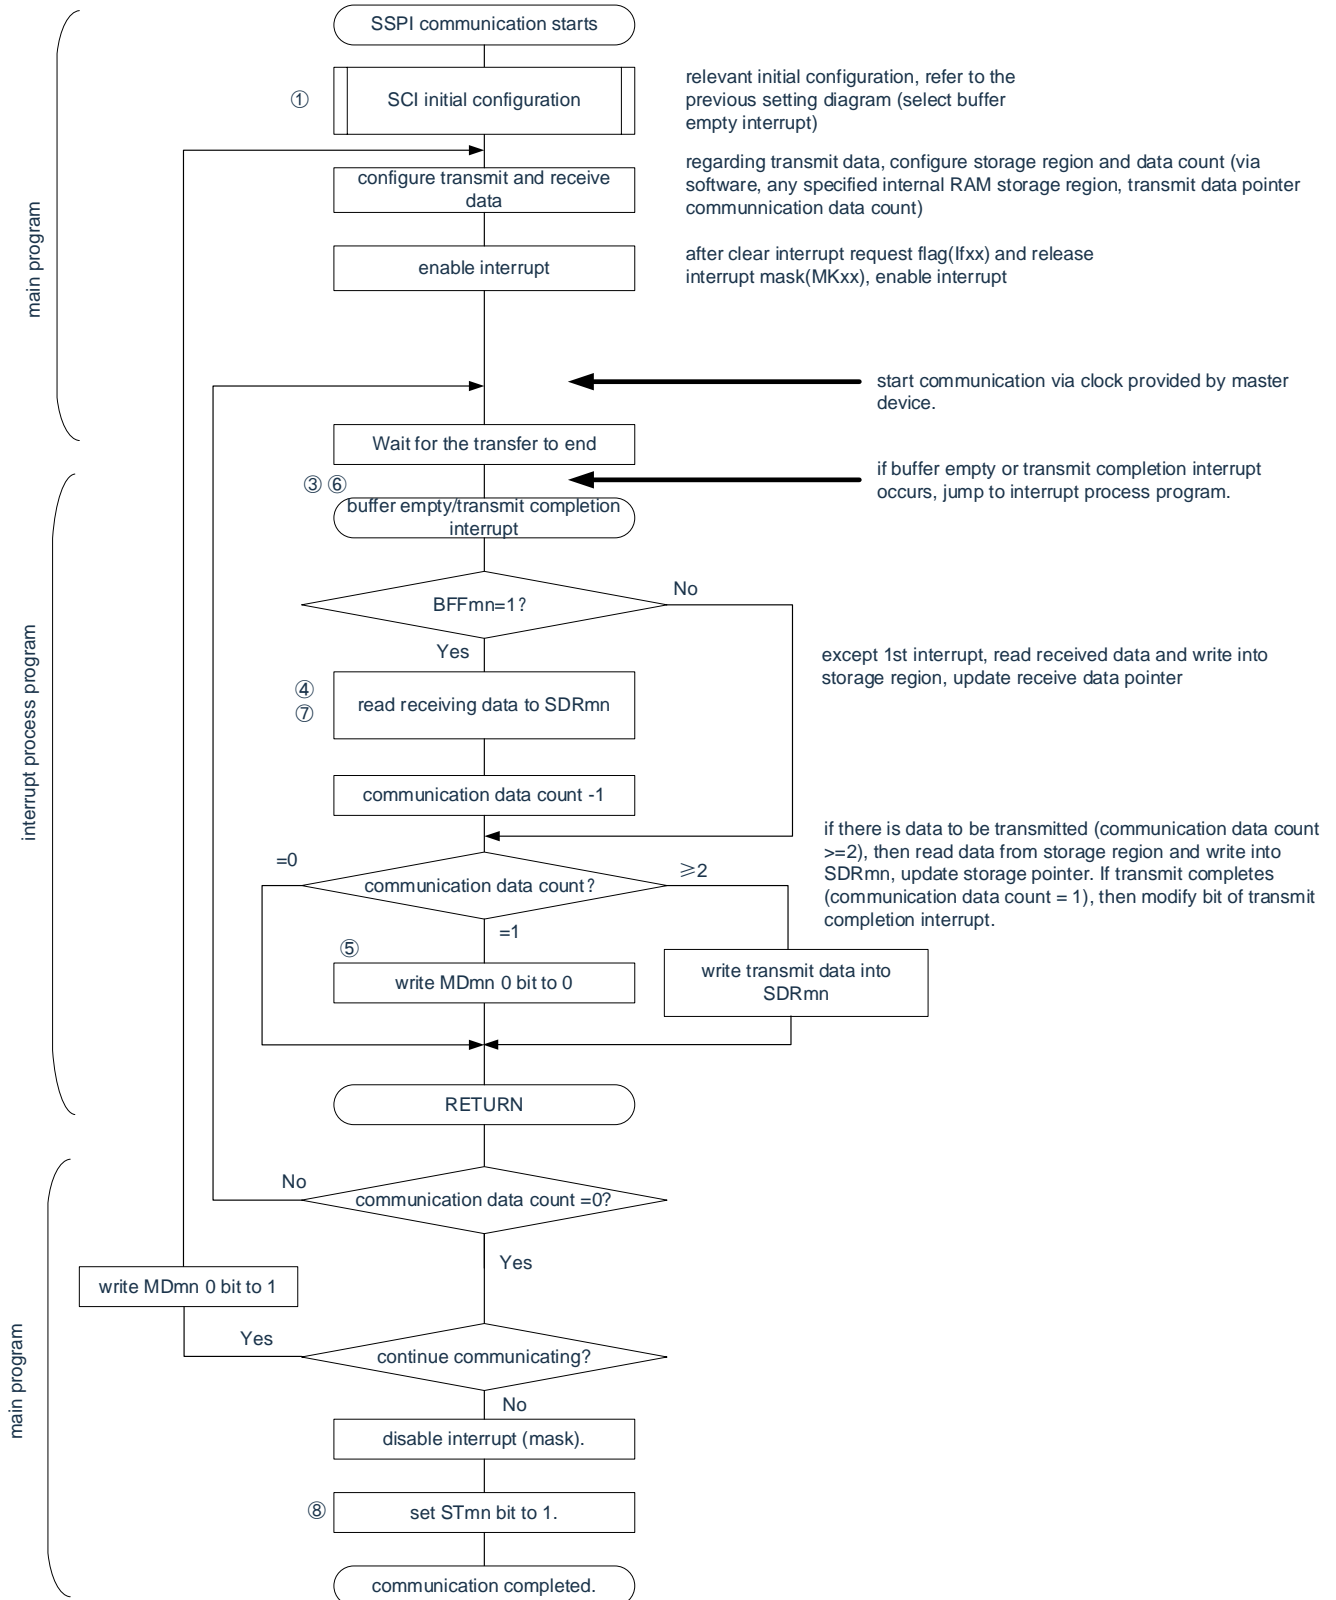 SSPI communication starts
①
SCI initial configuration
relevant initial configuration, refer to the
previous setting diagram (select buffer
empty interrupt)
configure transmit and receive
data
regarding transmit data, configure storage region and data count (via
software, any specified internal RAM storage region, transmit data pointer
communnication data count)
main program
enable interrupt
after clear interrupt request flag(Ifxx) and release
interrupt mask(MKxx), enable interrupt
start communication via clock provided by master
device.
Wait for the transfer to end
③ ⑥
if buffer empty or transmit completion interrupt
occurs, jump to interrupt process program.
buffer empty/transmit completion
interrupt
BFFmn=1?
No
Yes
except 1st interrupt, read received data and write into
storage region, update receive data pointer
④
⑦
read receiving data to SDRmn
interrupt process program
communication data count -1
if there is data to be transmitted (communication data count
>=2), then read data from storage region and write into
SDRmn, update storage pointer. If transmit completes
(communication data count = 1), then modify bit of transmit
completion interrupt.
=0
communication data count?
≥2
=1
⑤
write MDmn 0 bit to 0
write transmit data into
SDRmn
RETURN
No
communication data count =0?
Yes
write MDmn 0 bit to 1
Yes
continue communicating?
No
main program
disable interrupt (mask).
⑧
set STmn bit to 1.
communication completed.